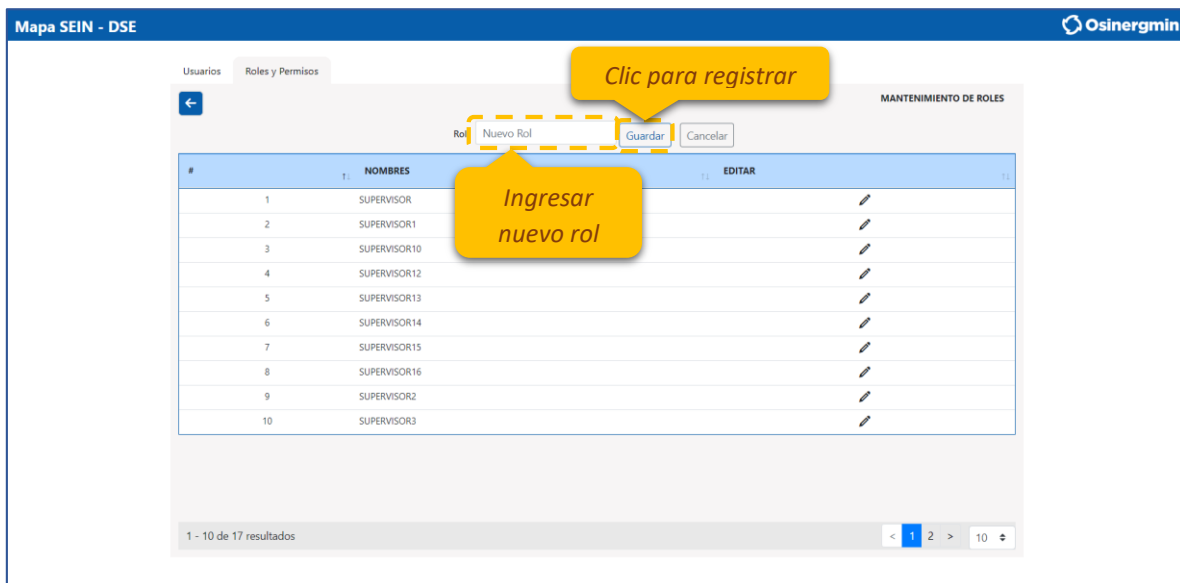 Mapa SEIN - DSE
Osinergmin
Usuarios Roles y Permisos
Clic para registrar
MANTENIMIENTO DE ROLES
Rol Nuevo Rol Guardar Cancelar
# NOMBRES EDITAR
Ingresar
nuevo rol
1 SUPERVISOR
2 SUPERVISOR1
3 SUPERVISOR10
4 SUPERVISOR12
5 SUPERVISOR13
6 SUPERVISOR14
7 SUPERVISOR15
8 SUPERVISOR16
9 SUPERVISOR2
10 SUPERVISOR3
1 - 10 de 17 resultados
< 1 2 > 10